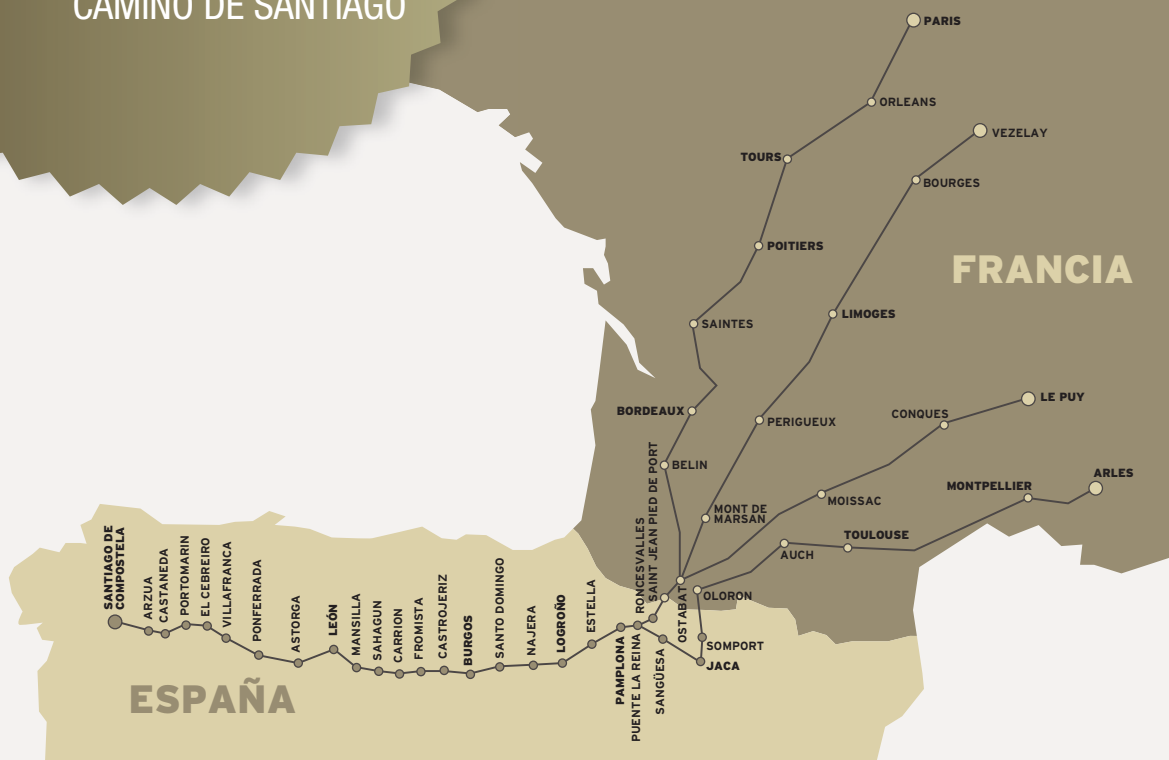 CAMINO DE SANTIAGO
PARIS
ORLEANS
VEZELAY
TOURS
BOURGES
POITIERS
FRANCIA
LIMOGES
SAINTES
LE PUY
BORDEAUX
CONQUES
PERIGUEUX
BELIN
ARLES
MONTPELLIER
MOISSAC
MONT DE
MARSAN
TOULOUSE
AUCH
OLORON
SOMPORT
JACA
SANTIAGO DE
COMPOSTELA
ARZUA
CASTANEDA
PORTOMARIN
EL CEBREIRO
VILLAFRANCA
PONFERRADA
ASTORGA
LEÓN
MANSILLA
SAHAGUN
CARRION
FROMISTA
CASTROJERIZ
BURGOS
SANTO DOMINGO
NAJERA
LOGROÑO
ESTELLA
PAMPLONA
PUENTE LA REINA
RONCESVALLES
SAINT JEAN PIED DE PORT
SANGÜESA
OSTABAT
ESPAÑA